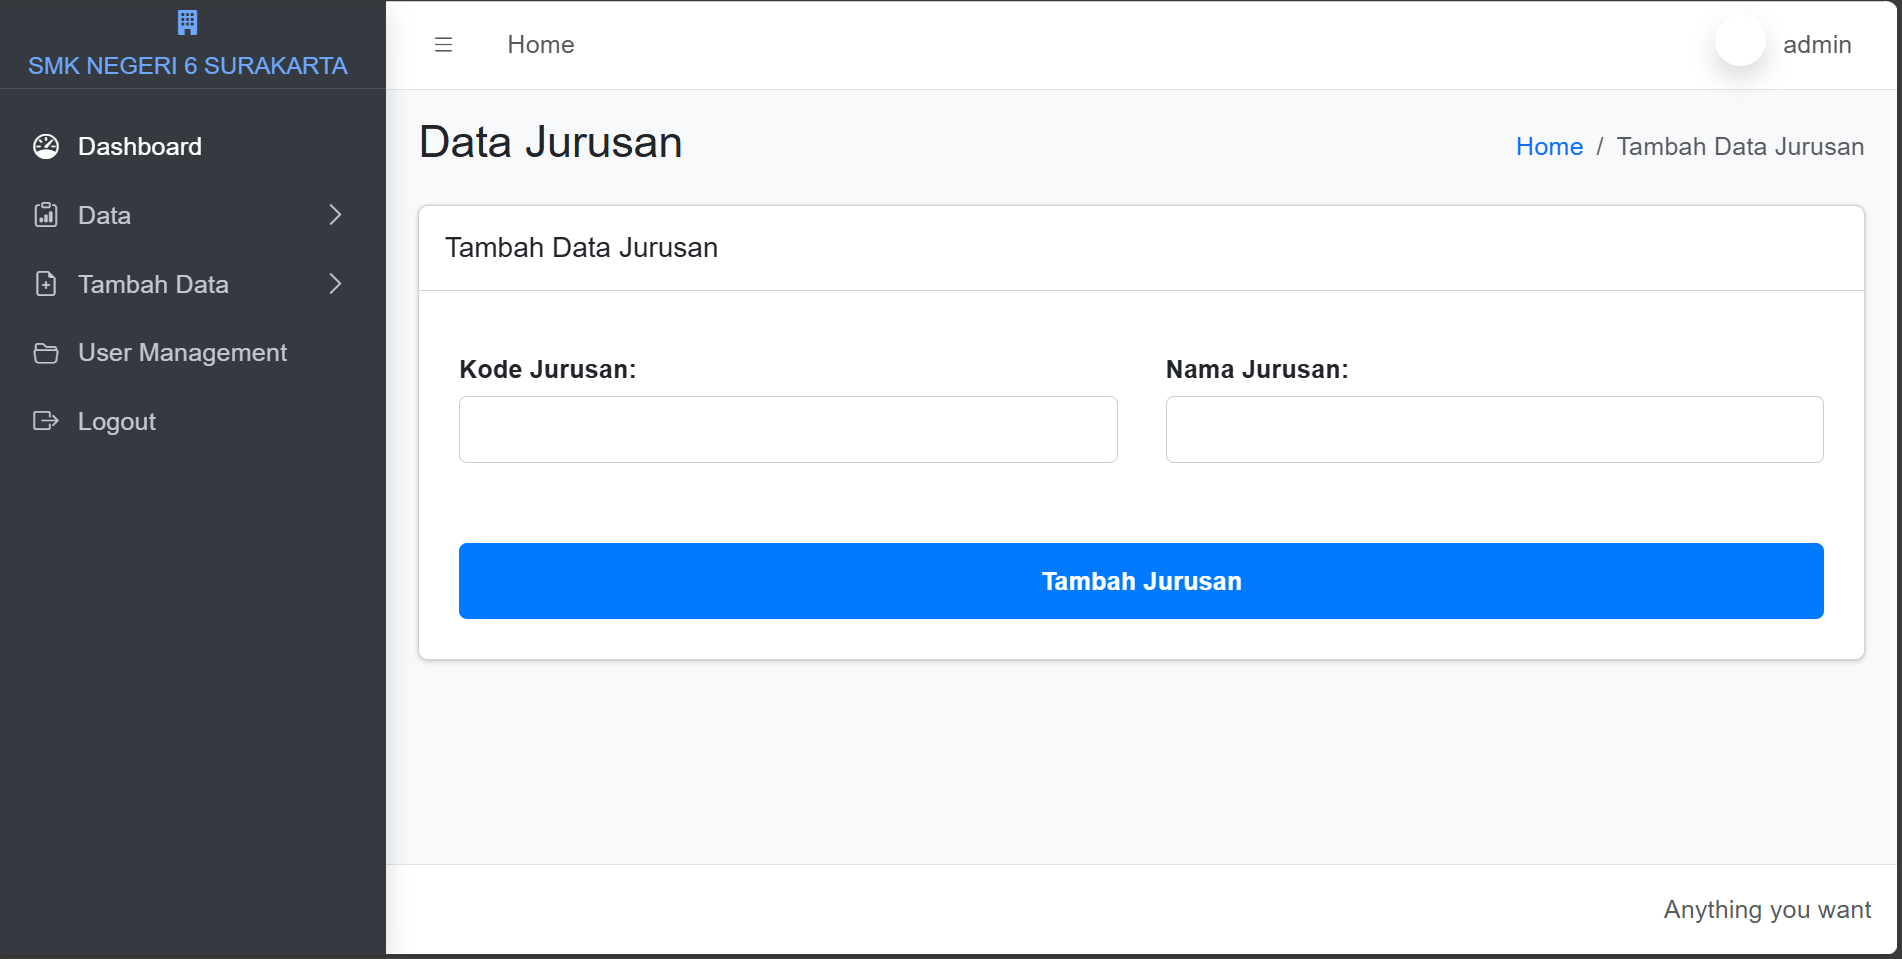 SMK NEGERI 6 SURAKARTA
Home
admin
Dashboard
Data
Tambah Data
User Management
Logout
Data Jurusan
Home / Tambah Data Jurusan
Tambah Data Jurusan
Kode Jurusan:
Nama Jurusan:
Tambah Jurusan
Anything you want